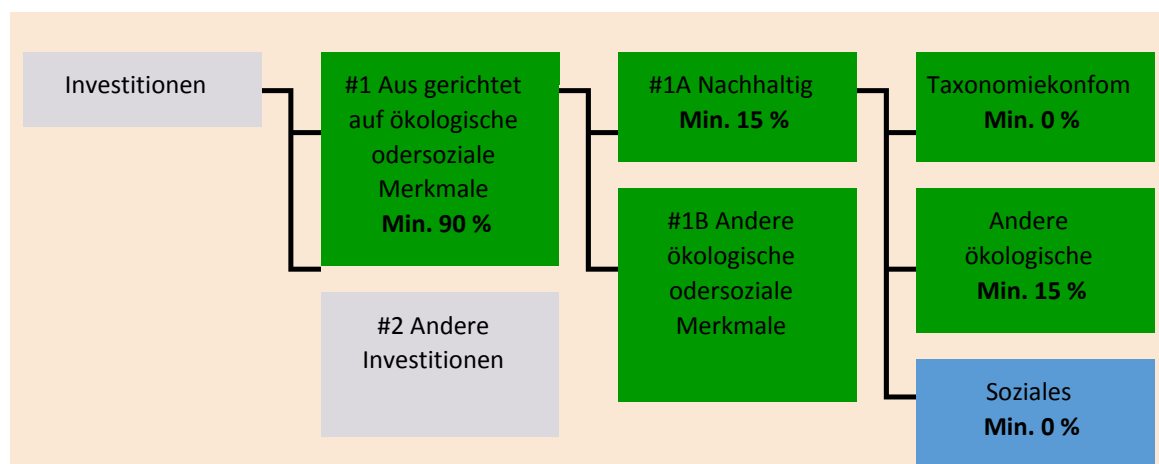 Investitionen
#1 Aus gerichtet
auf ökologische
odersoziale
Merkmale
Min. 90 %
#2 Andere
Investitionen
#1A Nachhaltig
Min. 15 %
#1B Andere
ökologische
odersoziale
Merkmale
Taxonomiekonfom
Min. 0 %
Andere
ökologische
Min. 15 %
Soziales
Min. 0 %